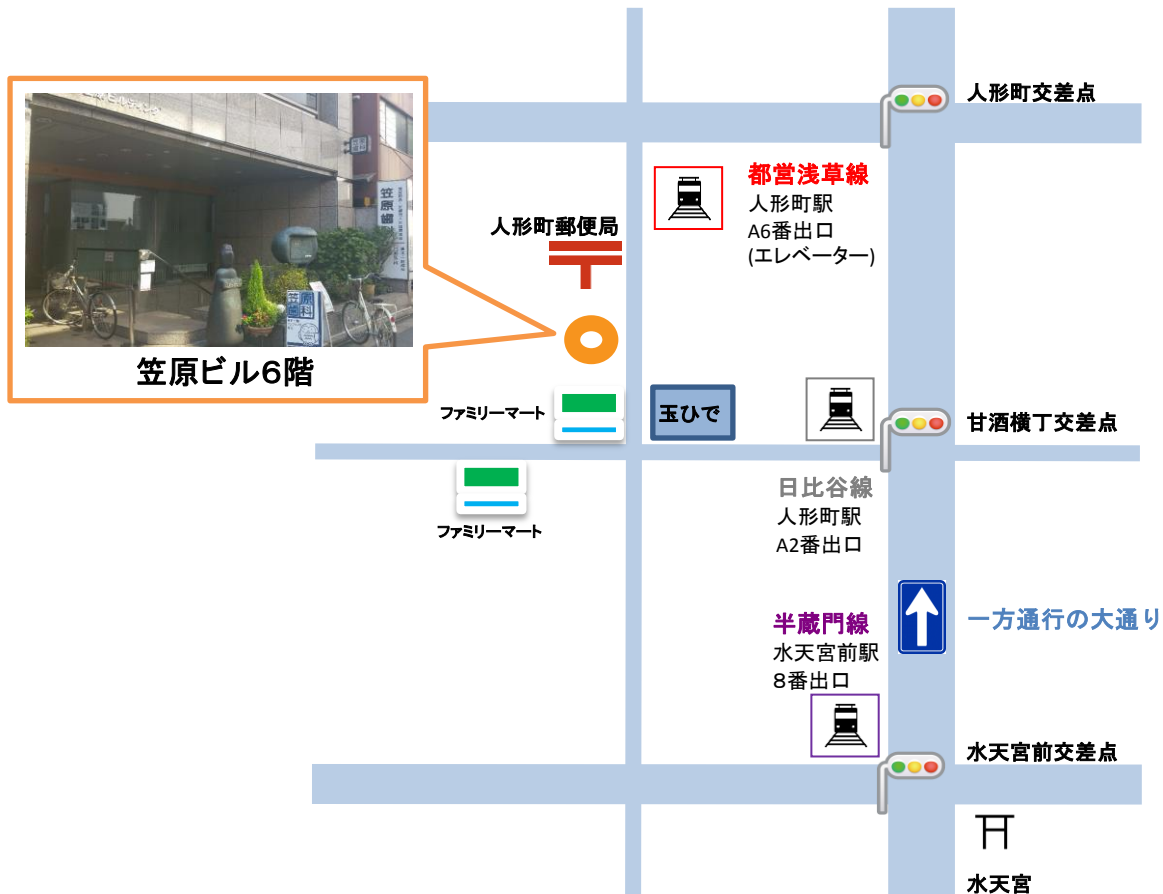 人形町交差点
都営浅草線
人形町駅
A6番出口
(エレベーター)
人形町郵便局
笠原ビル６階
ファミリーマート
玉ひで
甘酒横丁交差点
ファミリーマート
日比谷線
人形町駅
A2番出口
一方通行の大通り
半蔵門線
水天宮前駅
８番出口
水天宮前交差点
水天宮